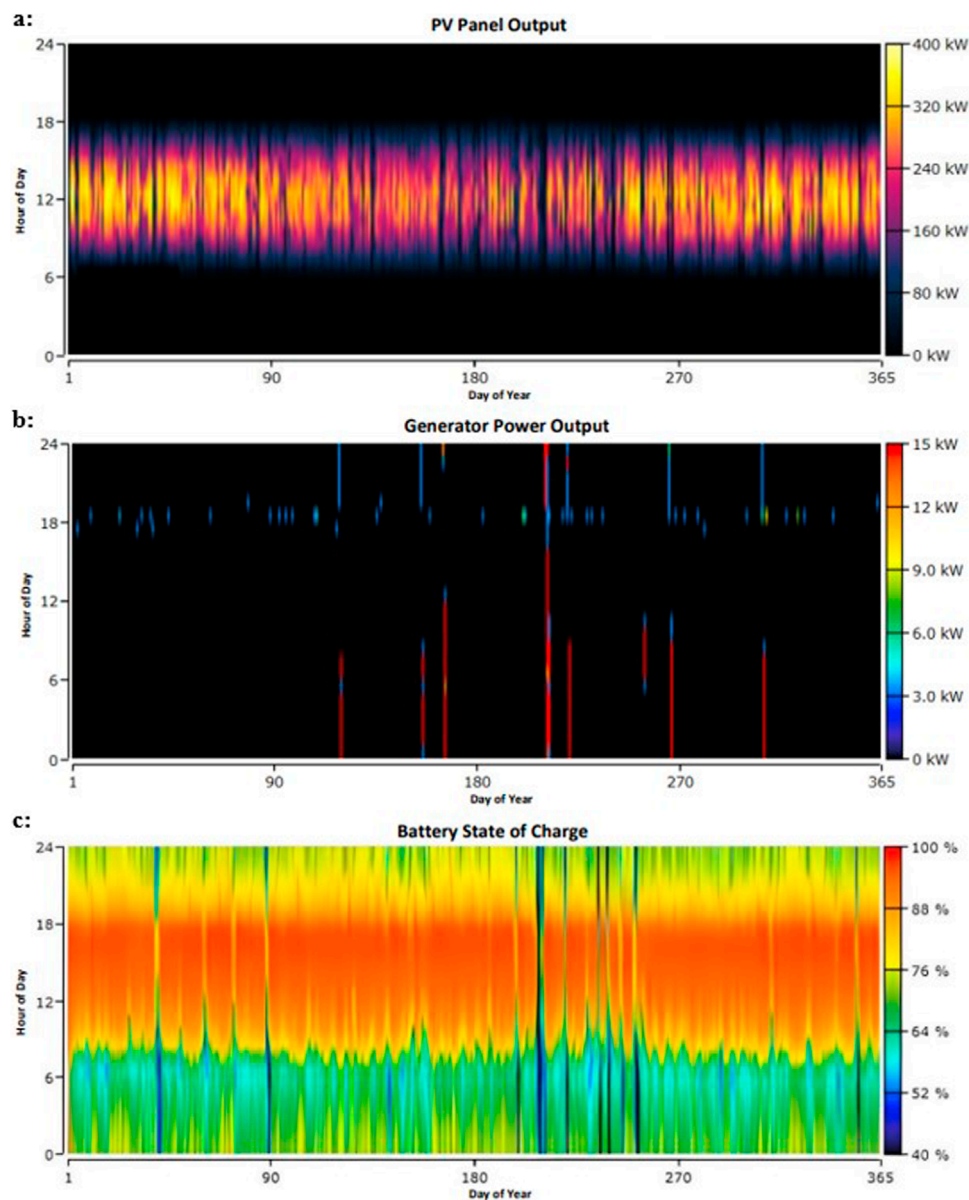 a:
PV Panel Output
24
18
12
6
0
Hour of Day
1 90 180 270 365
Day of Year
400 kW
320 kW
240 kW
160 kW
80 kW
0 kW
b:
Generator Power Output
24
18
12
6
0
Hour of Day
1 90 180 270 365
Day of Year
15 kW
12 kW
9.0 kW
6.0 kW
3.0 kW
0 kW
c:
Battery State of Charge
24
18
12
6
0
Hour of Day
1 90 180 270 365
Day of Year
100 %
88 %
76 %
64 %
52 %
40 %